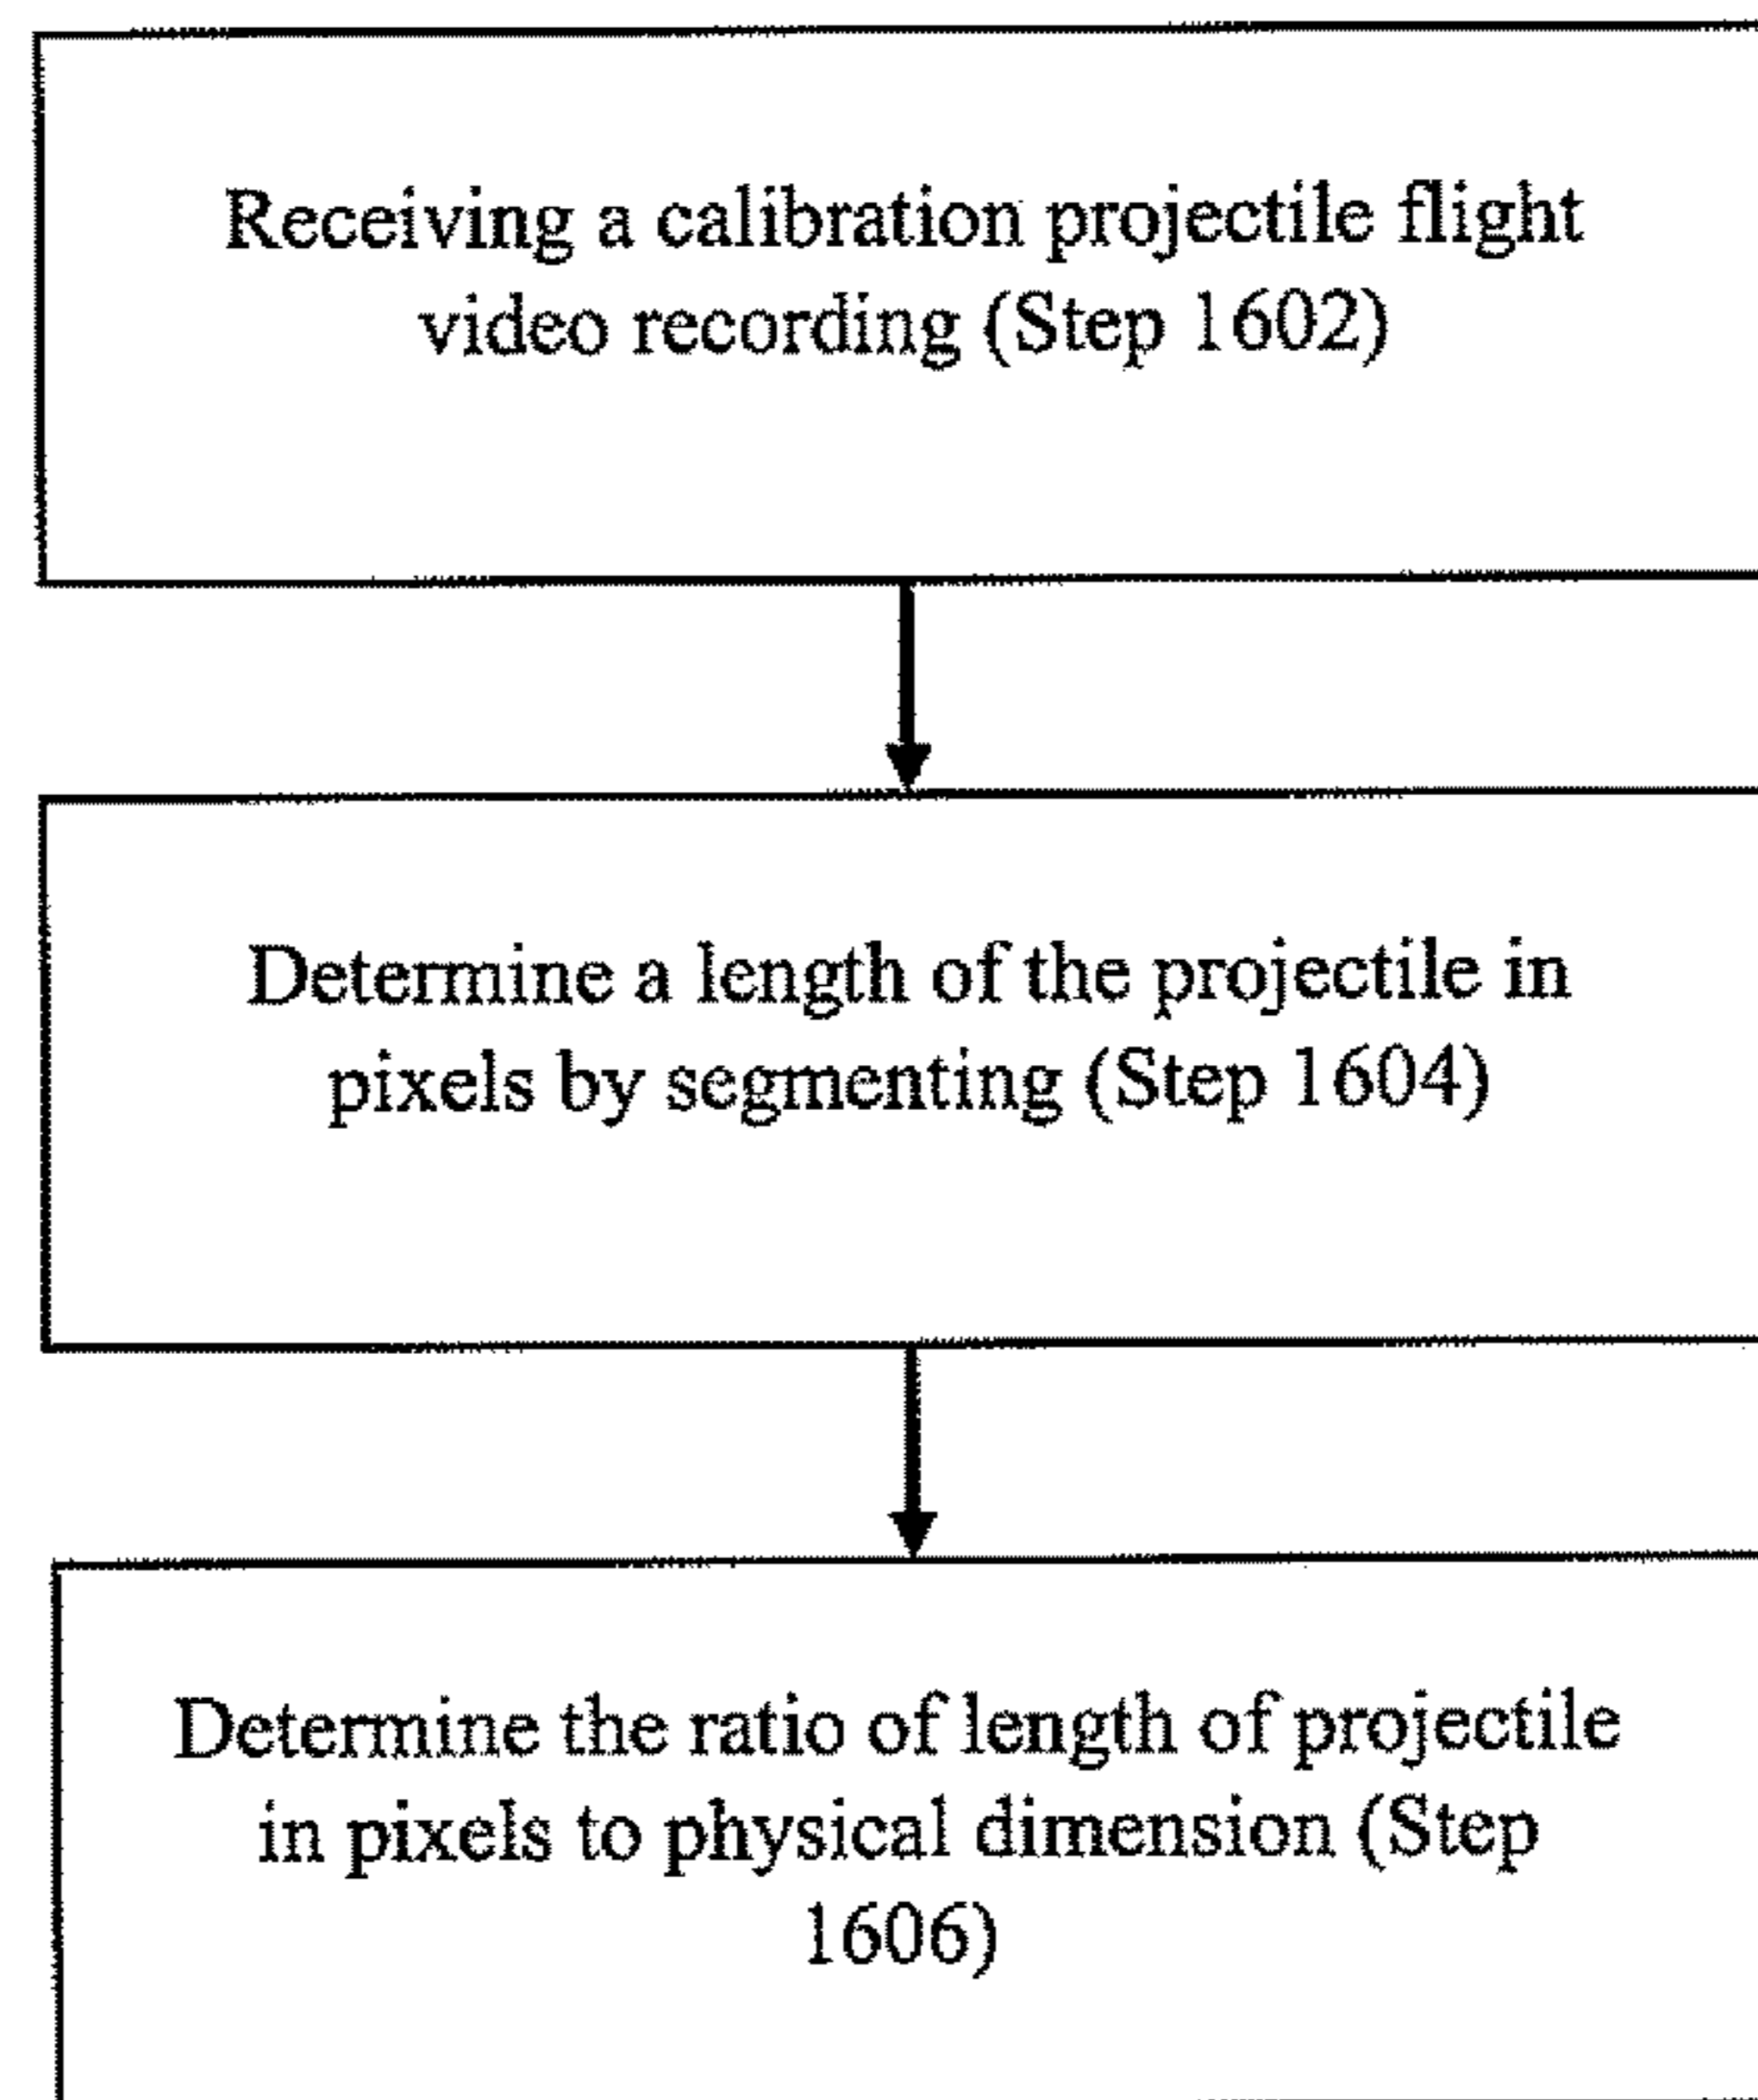 Receiving a calibration projectile flight
video recording (Step 1602)
Determine a length of the projectile in
pixels by segmenting (Step 1604)
Determine the ratio of length of projectile
in pixels to physical dimension (Step
1606)